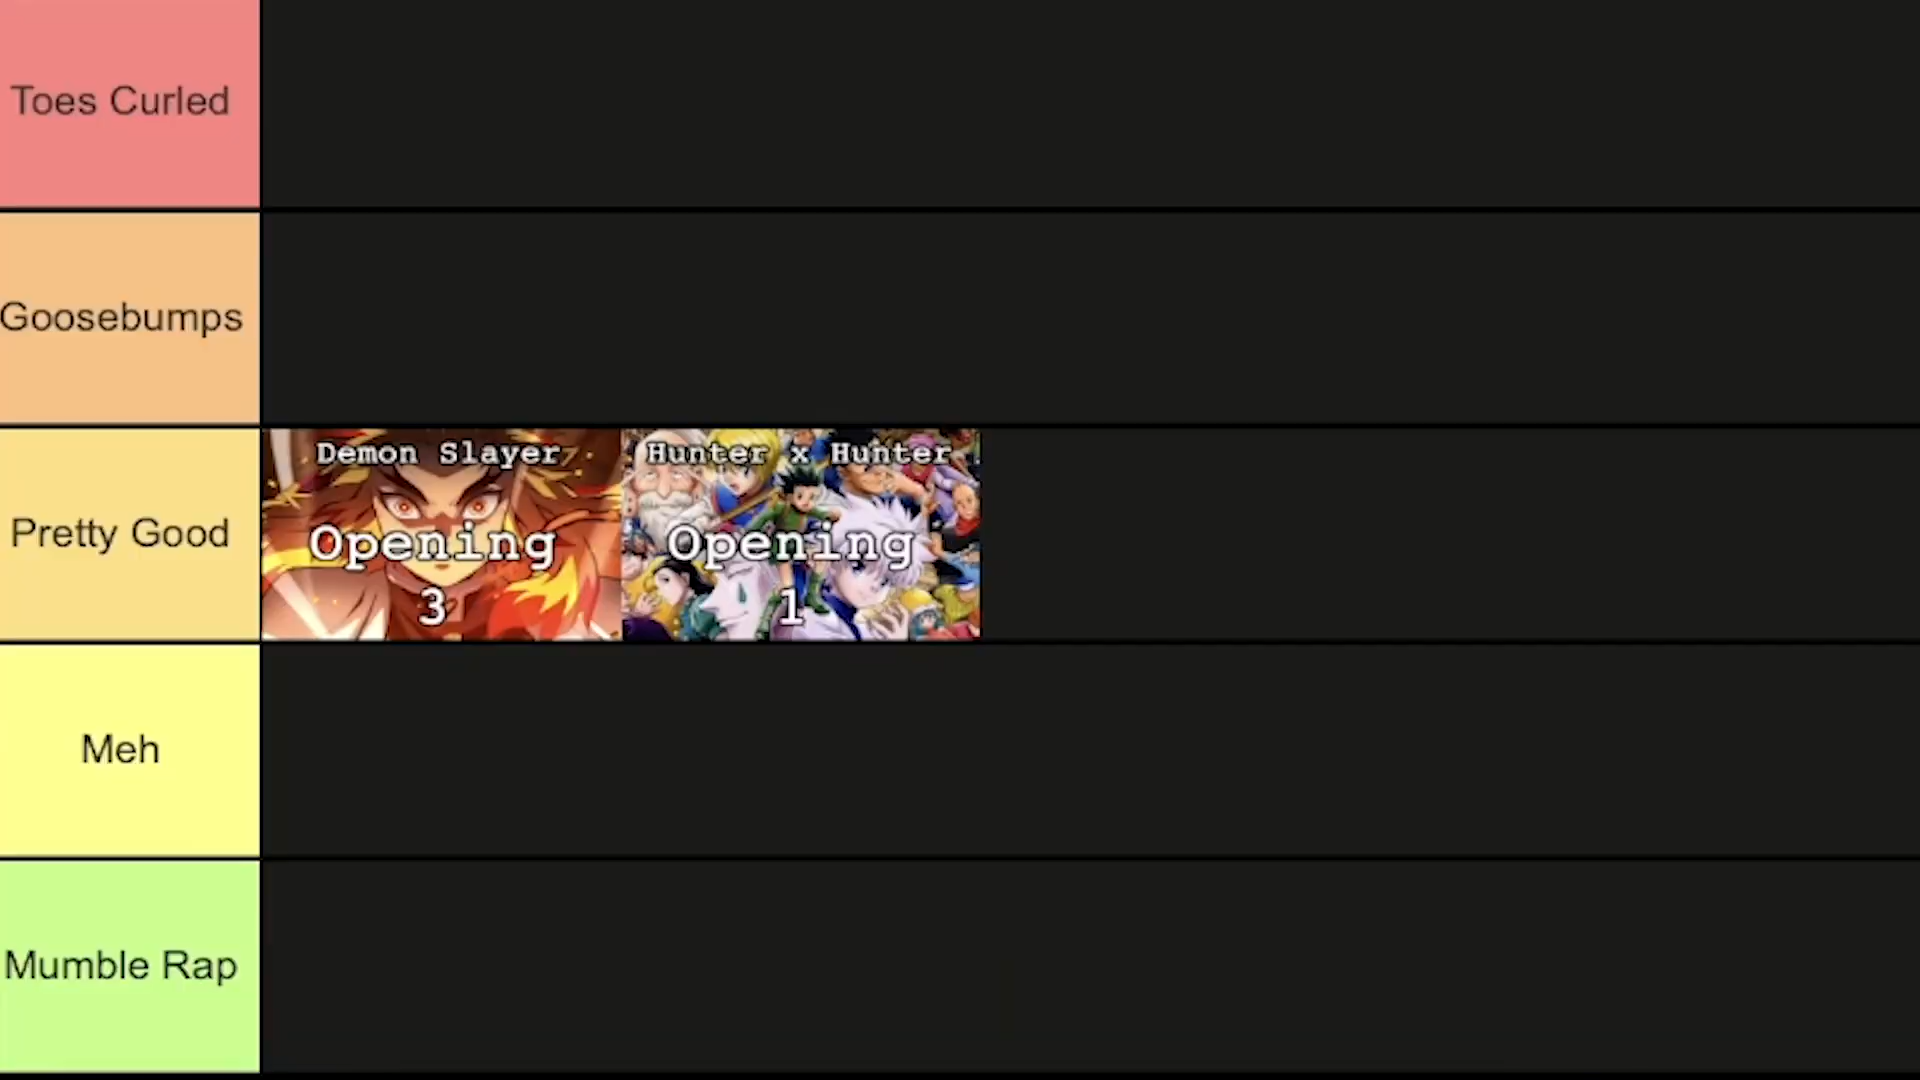 Toes Curled
Goosebumps
Pretty Good
Demon Slayer
Opening
3
Hunter x Hunter
Opening
1
Meh
Mumble Rap